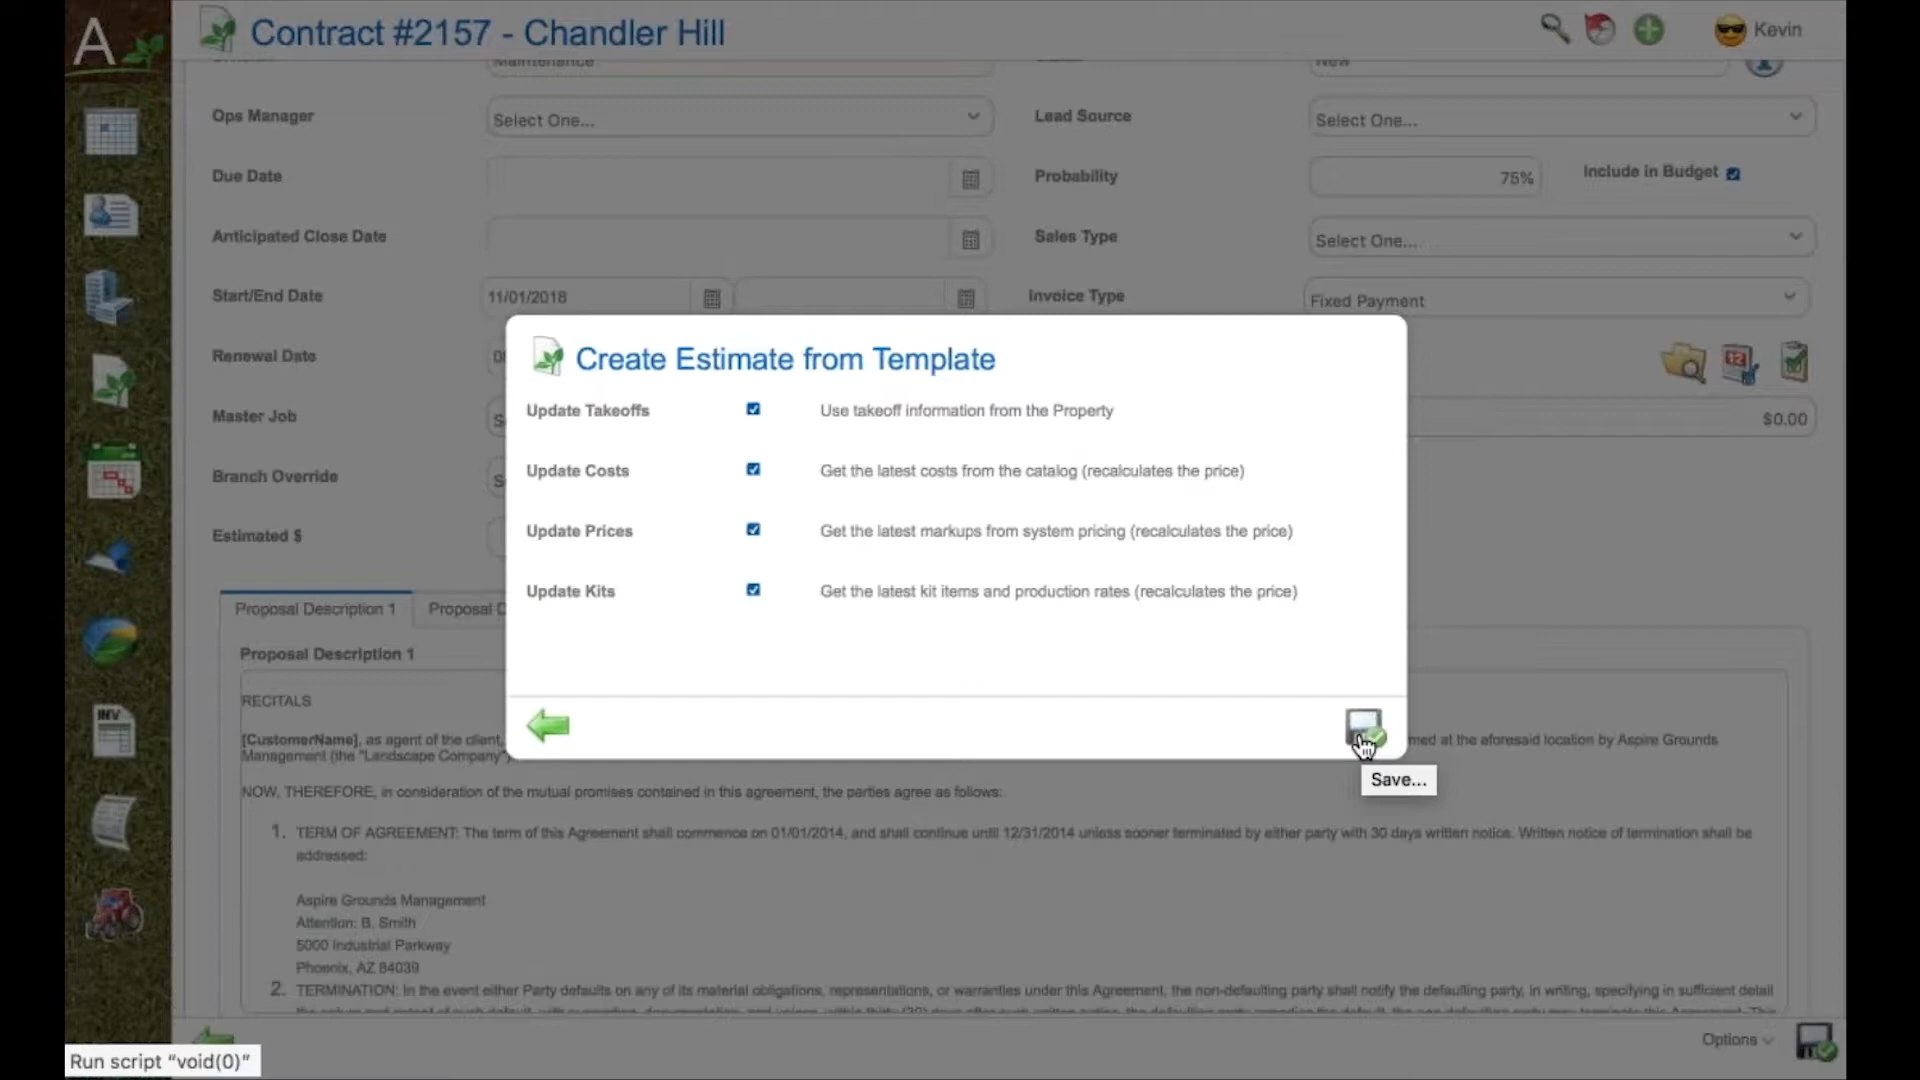 A
Contract #2157 - Chandler Hill
Kevin
Maintenance
New
Ops Manager
Select One...
Lead Source
Select One...
Due Date
Probability
75%
Include in Budget
Anticipated Close Date
Sales Type
Select One...
Start/End Date
11/01/2018
Invoice Type
Fixed Payment
Renewal Date
12
Master Job
$0.00
Branch Override
Estimated $
Create Estimate from Template
Update Takeoffs
Use takeoff information from the Property
Update Costs
Get the latest costs from the catalog (recalculates the price)
Update Prices
Get the latest markups from system pricing (recalculates the price)
Update Kits
Get the latest kit items and production rates (recalculates the price)
Save...
Proposal Description 1
Proposal D
Proposal Description 1
RECITALS
[CustomerName], as agent of the client,
med at the aforesaid location by Aspire Grounds
Management (the "Landscape Company")
NOW, THEREFORE, in consideration of the mutual promises contained in this agreement, the parties agree as follows:
1. TERM OF AGREEMENT: The term of this Agreement shall commence on 01/01/2014, and shall continue until 12/31/2014 unless sooner terminated by either party with 30 days written notice. Written notice of termination shall be
addressed:
Aspire Grounds Management
Attention: B. Smith
5000 Industrial Parkway
Phoenix, AZ 84039
2. TERMINATION: In the event either Party defaults on any of its material obligations, representations, or warranties under this Agreement, the non-defaulting party shall notify the defaulting party, in writing, specifying in sufficient detail
INV
Options
Run script "void(0)"